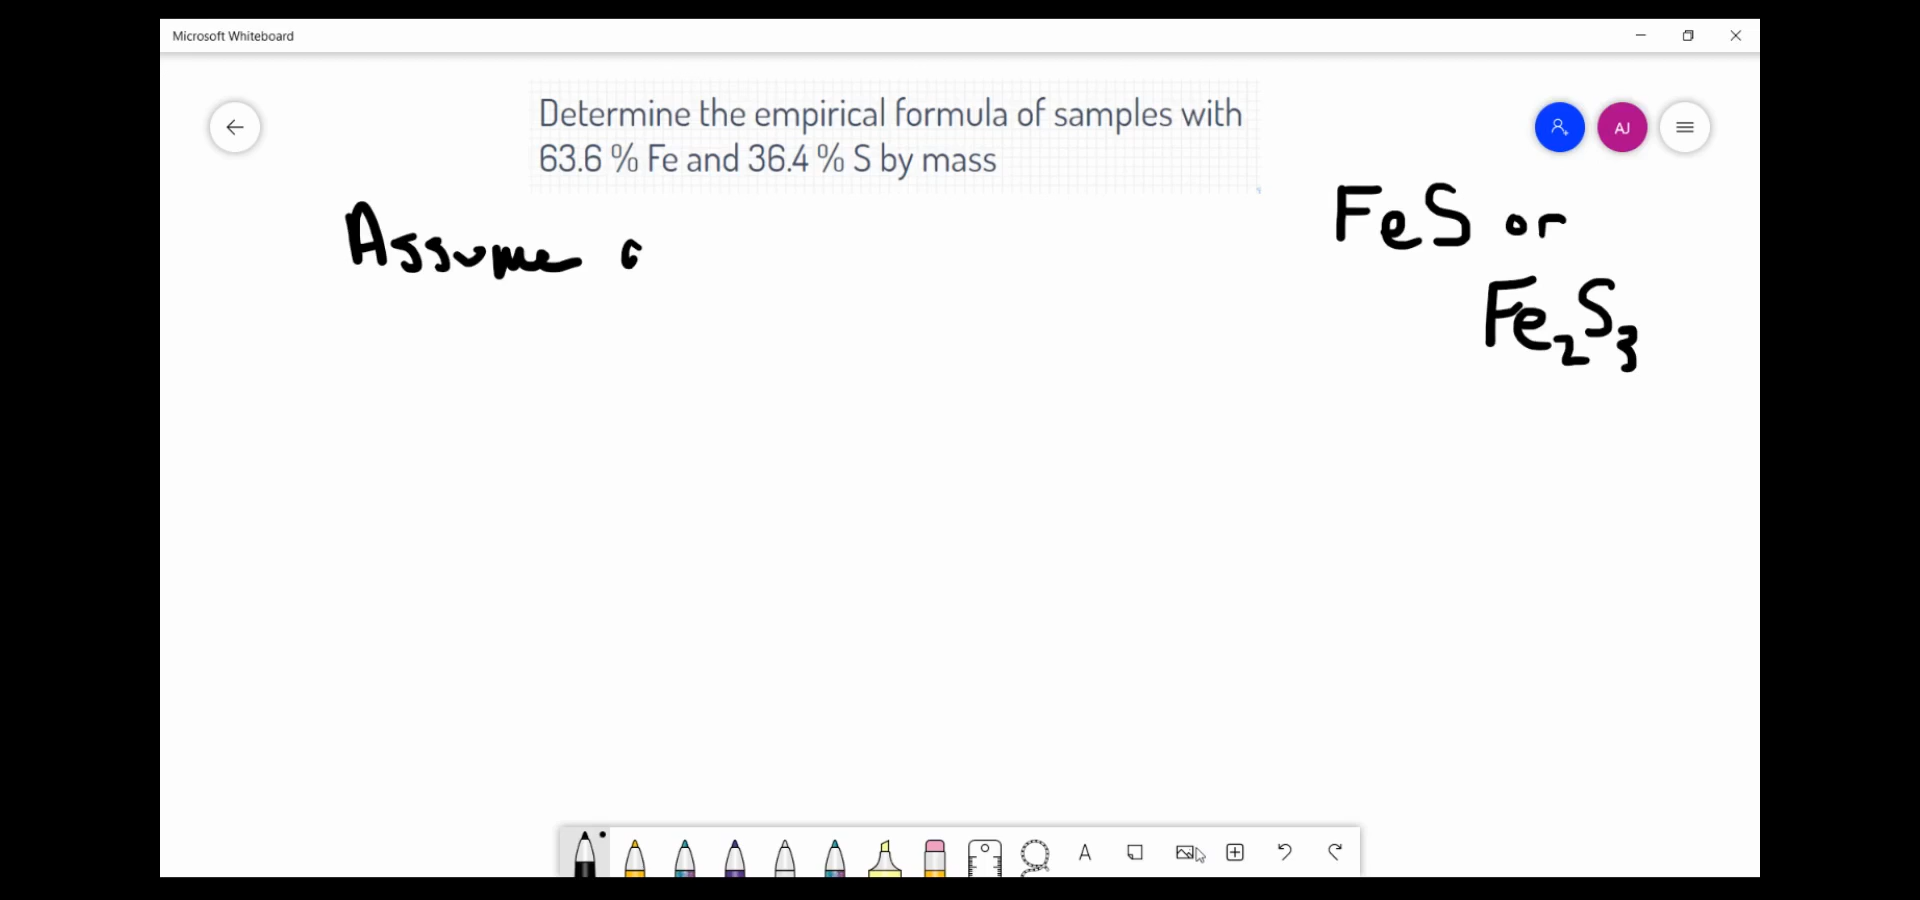 Microsoft Whiteboard
Determine the empirical formula of samples with
63.6 % Fe and 36.4 % S by mass
AJ
FeS or
Assume a
Fe₂S₃
A